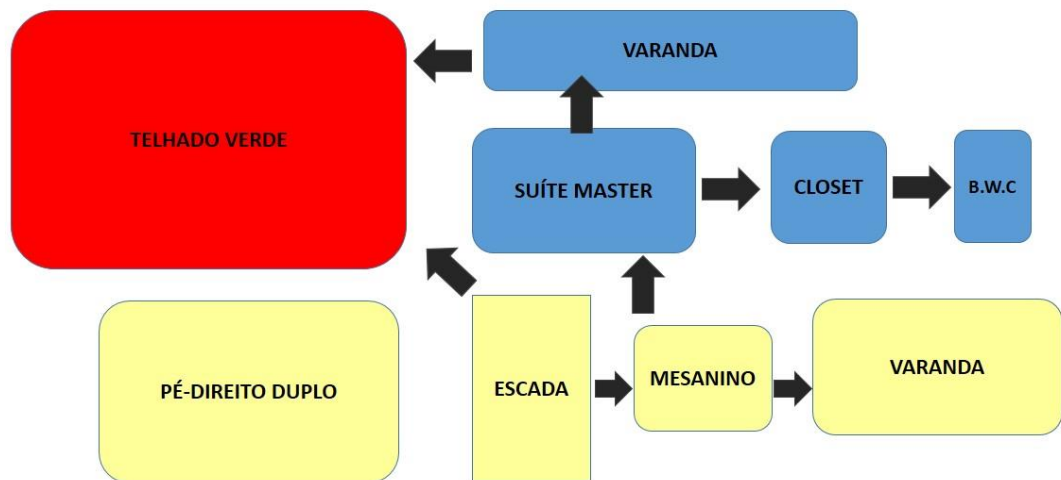 VARANDA
TELHADO VERDE
SUÍTE MASTER
CLOSET
B.W.C
PÉ-DIREITO DUPLO
ESCADA
MESANINO
VARANDA